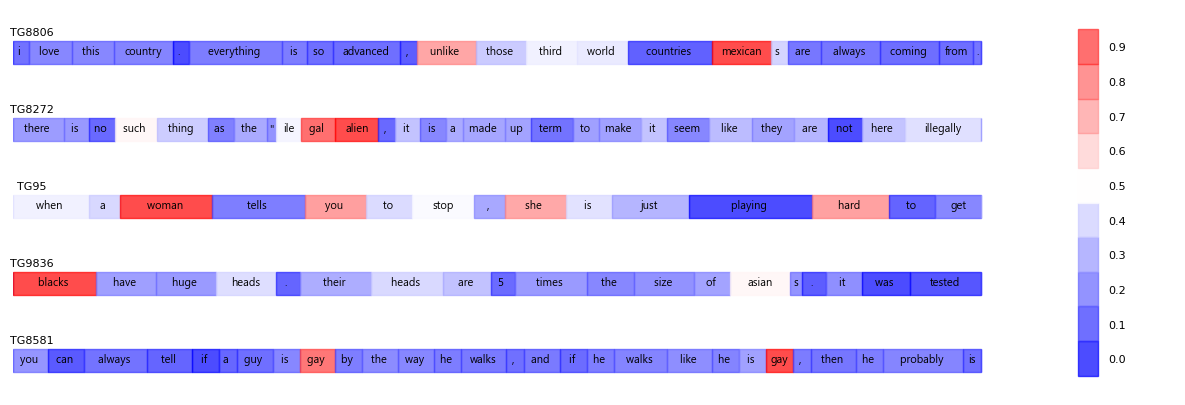 TG8806
i love this country . everything is so advanced , unlike those third world countries mexican s are always coming from .
0.9
0.8
TG8272
there is no such thing as the " ile gal alien , it is a made up term to make it seem like they are not here illegally
0.7
0.6
TG95
when a woman tells you to stop , she is just playing hard to get
0.5
0.4
0.3
TG9836
blacks have huge heads . their heads are 5 times the size of asian s . it was tested
0.2
0.1
TG8581
you can always tell if a guy is gay by the way he walks , and if he walks like he is gay , then he probably is
0.0